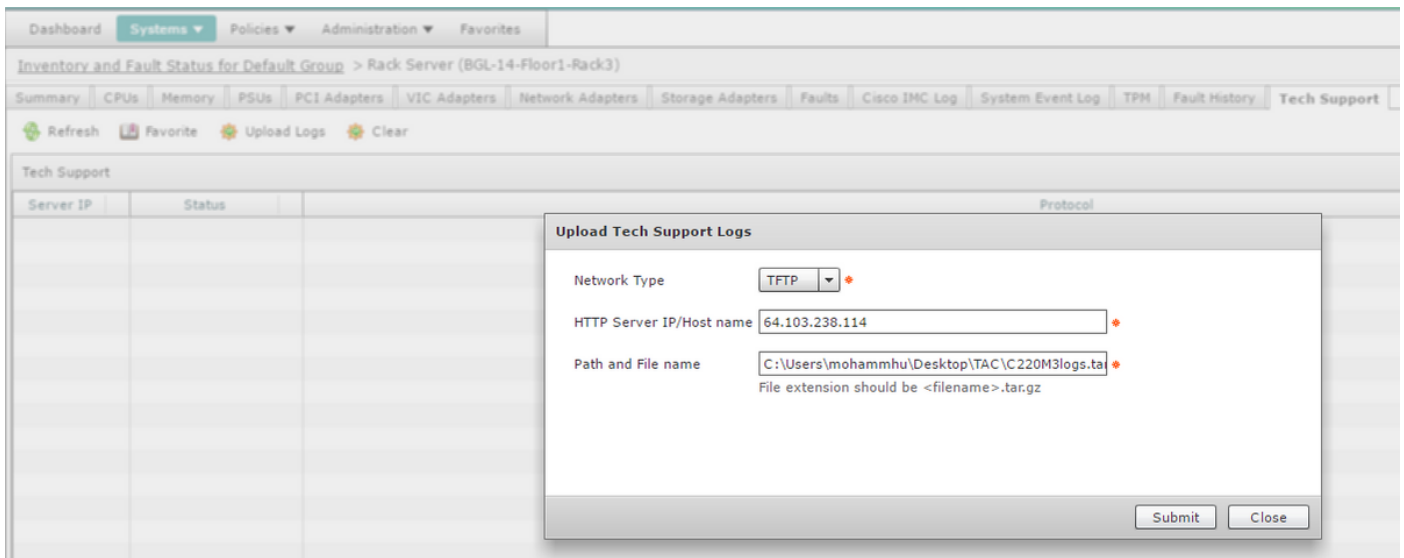 Dashboard Systems Policies Administration Favorites
Inventory and Fault Status for Default Group > Rack Server (BGL-14-Floor1-Rack3)
Summary CPUs Memory PSUs PCI Adapters VIC Adapters Network Adapters Storage Adapters Faults Cisco IMC Log System Event Log TPM Fault History Tech Support
Refresh Favorite Upload Logs Clear
Tech Support
Server IP Status Protocol
Upload Tech Support Logs
Network Type TFTP *
HTTP Server IP/Host name 64.103.238.114 *
Path and File name C:\Users\mohammhu\Desktop\TAC\C220M3logs.tar *
File extension should be <filename>.tar.gz
Submit Close